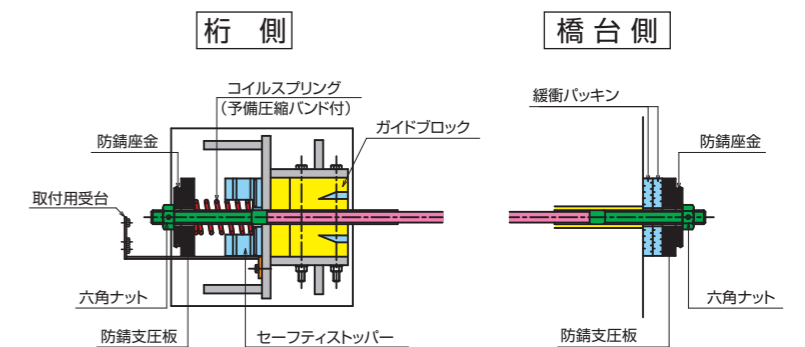 桁 側
橋台側
コイルスプリング
(予備圧縮バンド付)
ガイドブロック
防錆座金
取付用受台
六角ナット
防錆支圧板
セーフティストッパー
緩衝パッキン
防錆座金
六角ナット
防錆支圧板